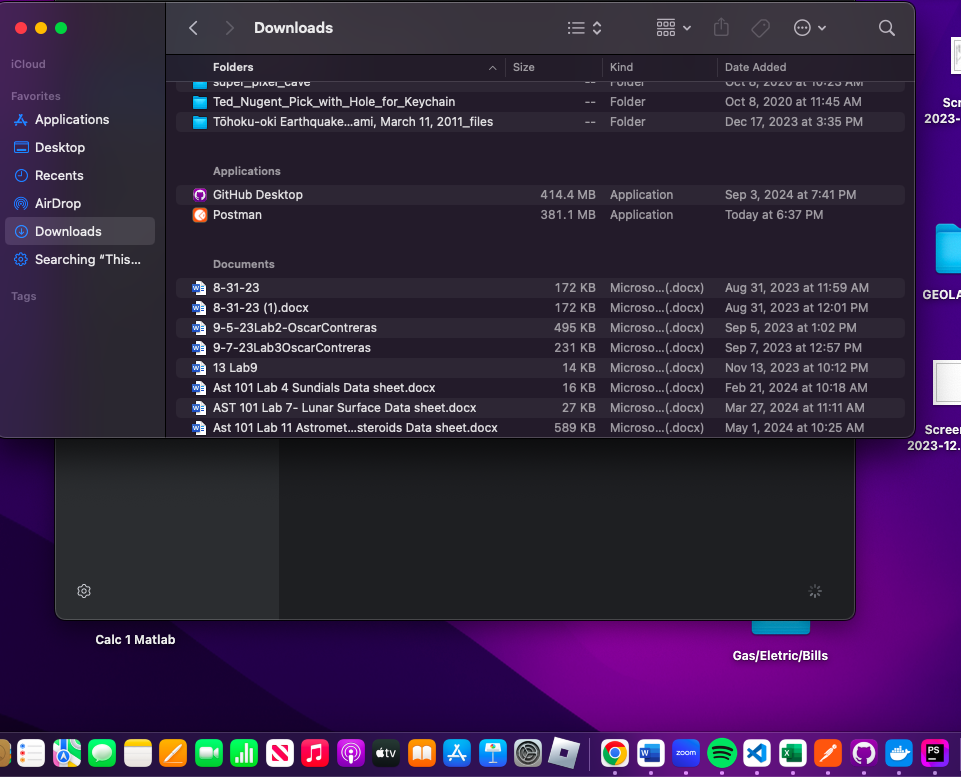 Downloads
iCloud
Favorites
Applications
Desktop
Recents
AirDrop
Downloads
Searching “This...
Tags
Folders Size Kind Date Added
super_pixel_cave -- Folder Oct 8, 2020 at 10:23 AM
Ted_Nugent_Pick_with_Hole_for_Keychain -- Folder Oct 8, 2020 at 11:45 AM
Tōhoku-oki Earthquake...ami, March 11, 2011_files -- Folder Dec 17, 2023 at 3:35 PM
Applications
GitHub Desktop 414.4 MB Application Sep 3, 2024 at 7:41 PM
Postman 381.1 MB Application Today at 6:37 PM
Documents
8-31-23 172 KB Microso...(.docx) Aug 31, 2023 at 11:59 AM
8-31-23 (1).docx 172 KB Microso...(.docx) Aug 31, 2023 at 12:01 PM
9-5-23Lab2-OscarContreras 495 KB Microso...(.docx) Sep 5, 2023 at 1:02 PM
9-7-23Lab3OscarContreras 231 KB Microso...(.docx) Sep 7, 2023 at 12:57 PM
13 Lab9 14 KB Microso...(.docx) Nov 13, 2023 at 10:12 PM
Ast 101 Lab 4 Sundials Data sheet.docx 16 KB Microso...(.docx) Feb 21, 2024 at 10:18 AM
AST 101 Lab 7- Lunar Surface Data sheet.docx 27 KB Microso...(.docx) Mar 27, 2024 at 11:11 AM
Ast 101 Lab 11 Astromet...steroids Data sheet.docx 589 KB Microso...(.docx) May 1, 2024 at 10:25 AM
Scr
2023-
GEOLA
Screen
2023-12.
Calc 1 Matlab
Gas/Eletric/Bills
tv
W
zoom
X
PS